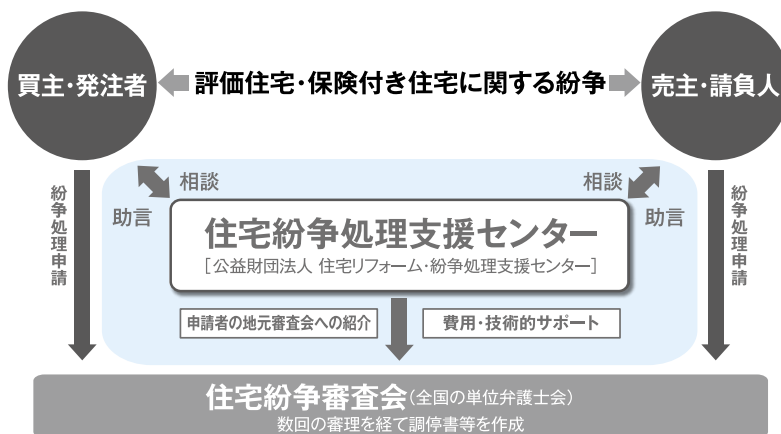 買主・発注者
評価住宅・保険付き住宅に関する紛争
売主・請負人
紛争処理申請
相談
助言
相談
助言
紛争処理申請
住宅紛争処理支援センター
［公益財団法人 住宅リフォーム・紛争処理支援センター］
申請者の地元審査会への紹介
費用・技術的サポート
住宅紛争審査会（全国の単位弁護士会）
数回の審理を経て調停書等を作成